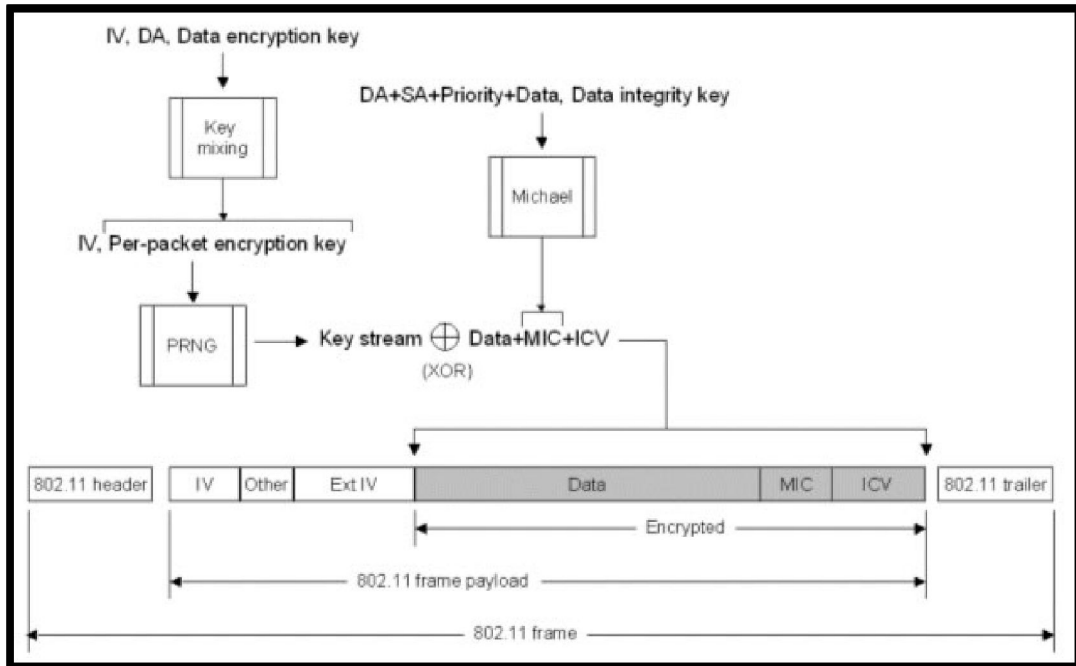 IV, DA, Data encryption key
DA+SA+Priority+Data, Data integrity key
Key
mixing
Michael
IV, Per-packet encryption key
PRNG
Key stream ⊕ Data+MIC+ICV
(XOR)
802.11 header IV Other Ext IV Data MIC ICV 802.11 trailer
Encrypted
802.11 frame payload
802.11 frame